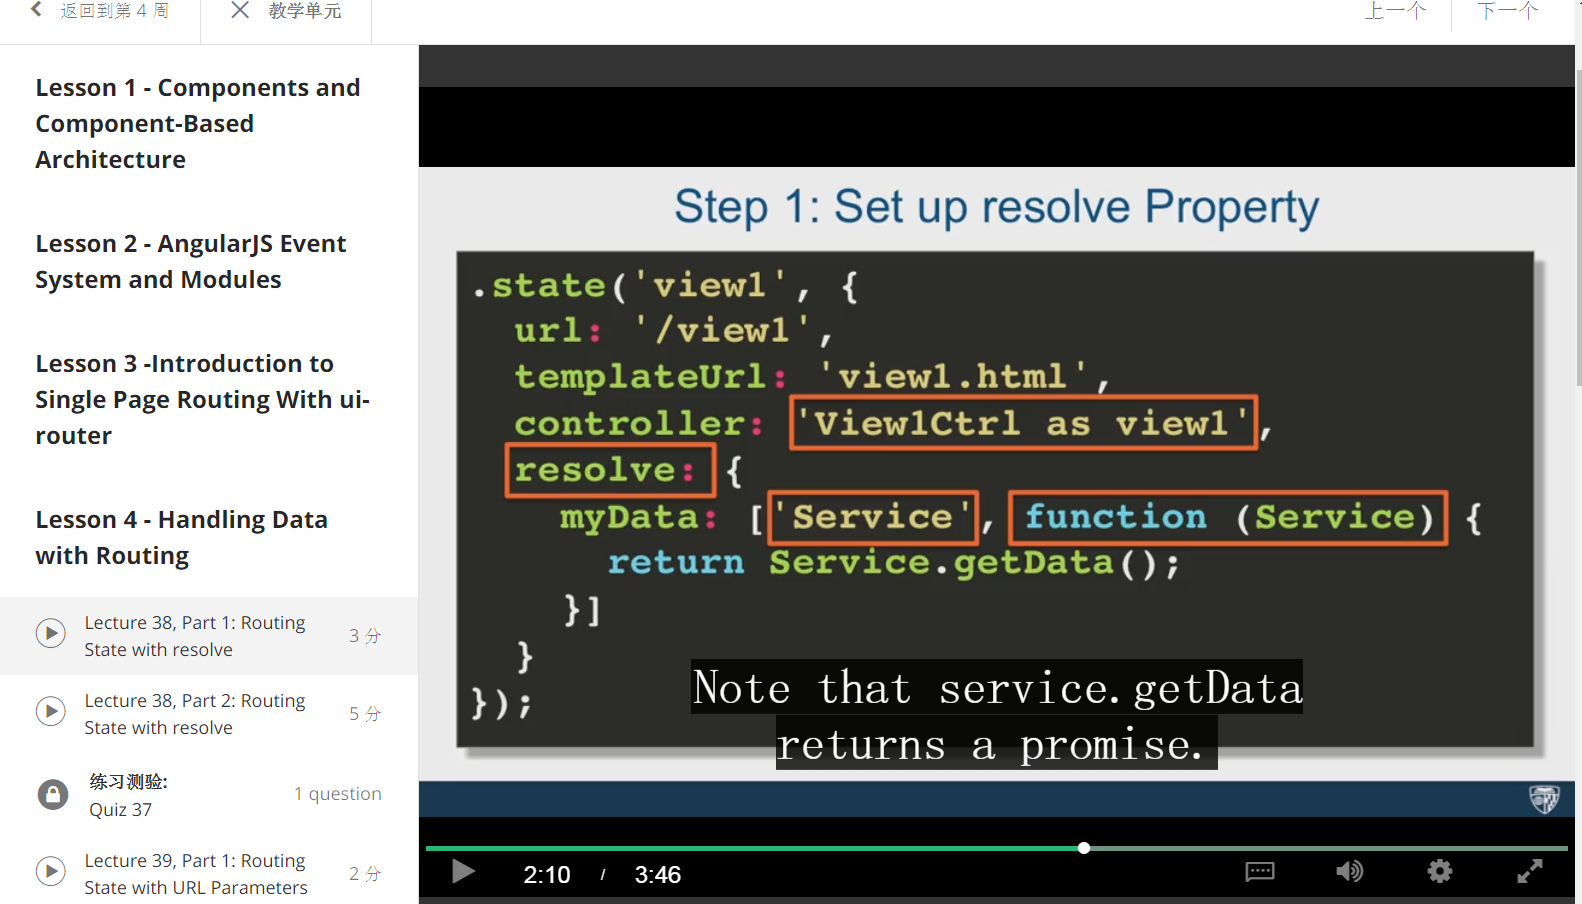 返回到第 4 周
教学单元
上一个
下一个
Lesson 1 - Components and
Component-Based
Architecture
Lesson 2 - AngularJS Event
System and Modules
Lesson 3 -Introduction to
Single Page Routing With ui-
router
Lesson 4 - Handling Data
with Routing
Lecture 38, Part 1: Routing
State with resolve
3 分
Lecture 38, Part 2: Routing
State with resolve
5 分
练习测验:
Quiz 37
1 question
Lecture 39, Part 1: Routing
State with URL Parameters
2 分
Step 1: Set up resolve Property
.state('view1', {
url: '/view1',
templateUrl: 'view1.html',
controller: 'View1Ctrl as view1',
resolve: {
myData: ['Service', function (Service) {
return Service.getData();
}]
}
});
Note that service.getData
returns a promise.
2:10 / 3:46